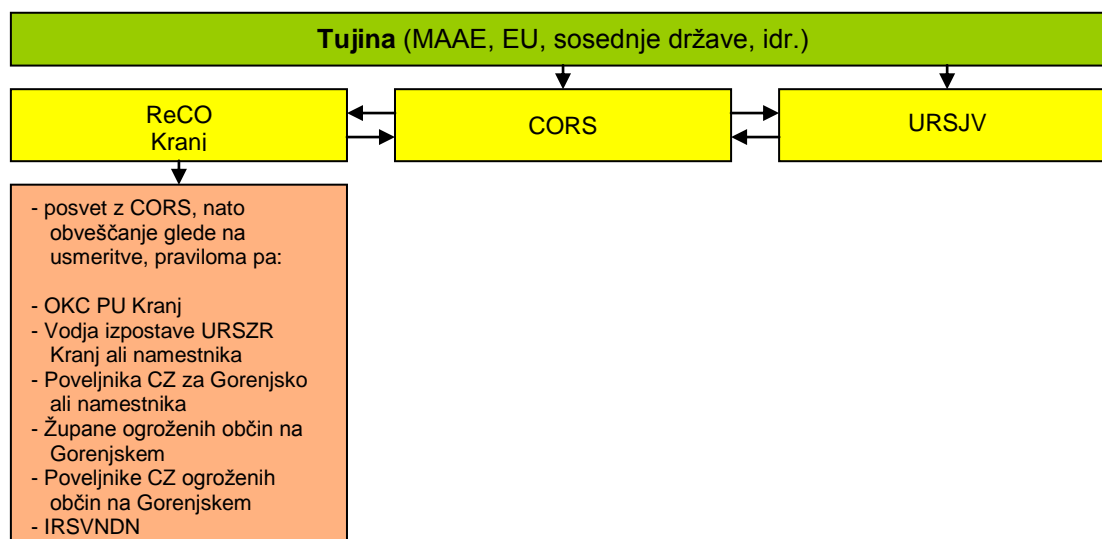 Tujina (MAAE, EU, sosednje države, idr.)
ReCO
Kranj
CORS
URSJV
- posvet z CORS, nato
obveščanje glede na
usmeritve, praviloma pa:
- OKC PU Kranj
- Vodja izpostave URSZR
Kranj ali namestnika
- Poveljnika CZ za Gorenjsko
ali namestnika
- Župane ogroženih občin na
Gorenjskem
- Poveljnike CZ ogroženih
občin na Gorenjskem
- IRSVNDN